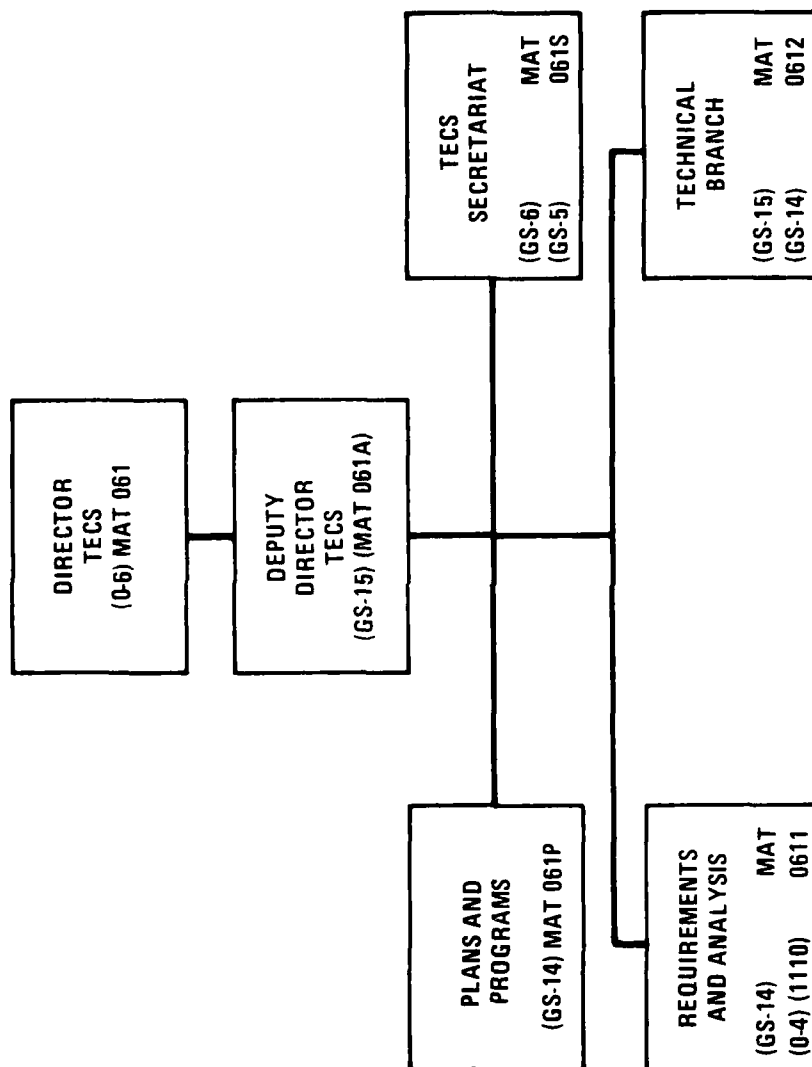 DIRECTOR
TECS
(0-6) MAT 061
DEPUTY
DIRECTOR
TECS
(GS-15) (MAT 061A)
PLANS AND
PROGRAMS
(GS-14) MAT 061P
TECS
SECRETARIAT
(GS-6) MAT
(GS-5) 061S
REQUIREMENTS
AND ANALYSIS
(GS-14) MAT
(0-4) (1110) 0611
TECHNICAL
BRANCH
(GS-15) MAT
(GS-14) 0612